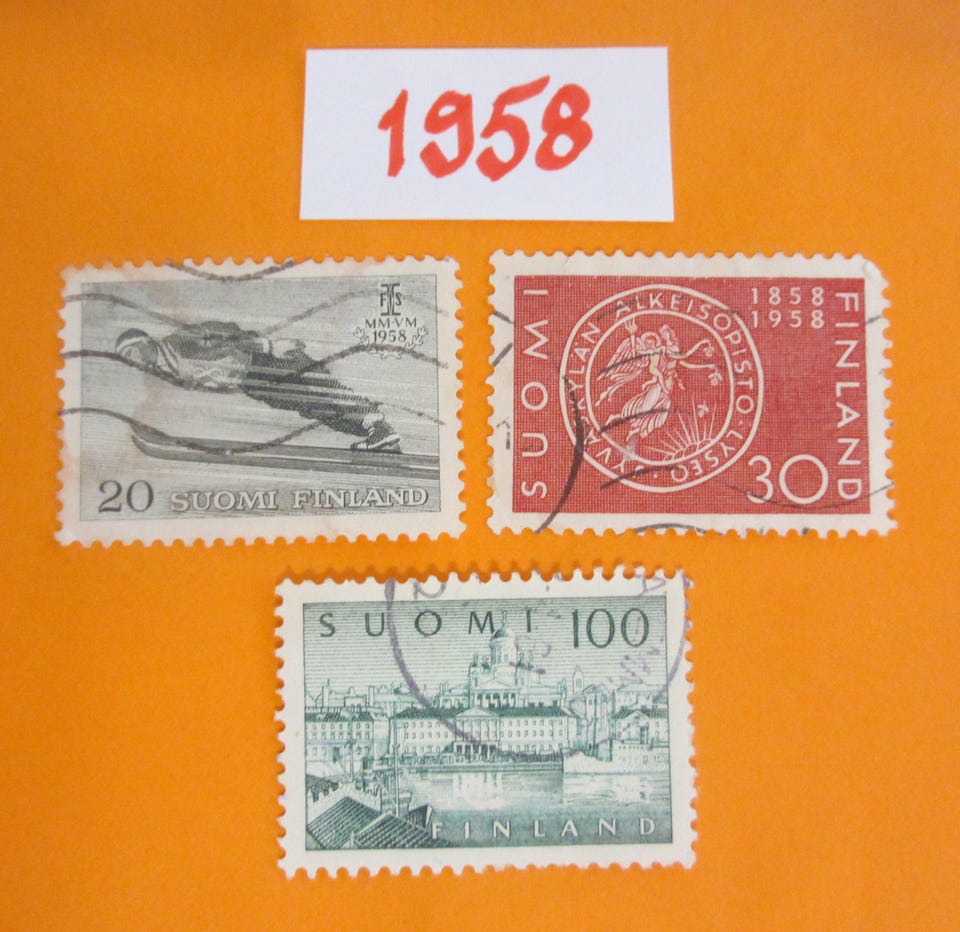 1958
FIS
MM-VM
1958
20 SUOMI FINLAND
SUOMI
JYVÄSKYLÄN ALKEISOPISTO·LYSEO
1858
1958
30
FINLAND
SUOMI 100
FINLAND